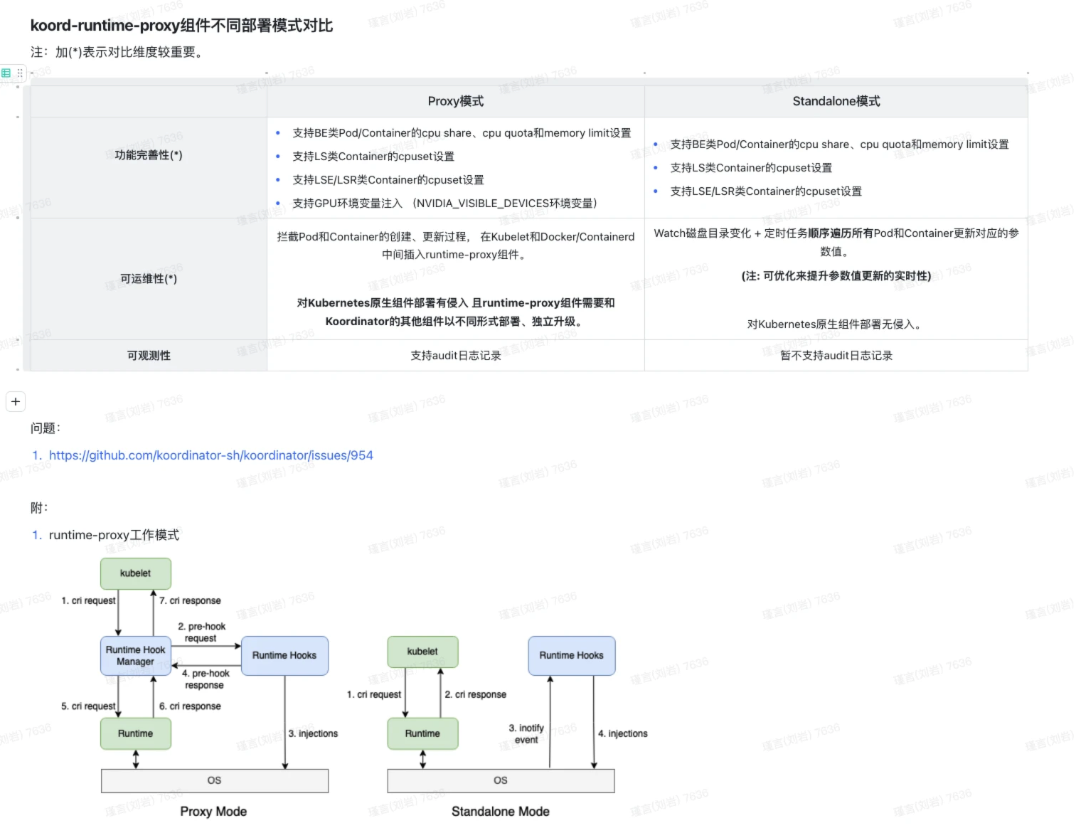 koord-runtime-proxy组件不同部署模式对比
注：加(*)表示对比维度较重要。
Proxy模式
Standalone模式
功能完善性(*)
支持BE类Pod/Container的cpu share、cpu quota和memory limit设置
支持LS类Container的cpuset设置
支持LSE/LSR类Container的cpuset设置
支持GPU环境变量注入 （NVIDIA_VISIBLE_DEVICES环境变量）
支持BE类Pod/Container的cpu share、cpu quota和memory limit设置
支持LS类Container的cpuset设置
支持LSE/LSR类Container的cpuset设置
可运维性(*)
拦截Pod和Container的创建、更新过程， 在Kubelet和Docker/Containerd
中间插入runtime-proxy组件。
对Kubernetes原生组件部署有侵入 且runtime-proxy组件需要和
Koordinator的其他组件以不同形式部署、独立升级。
Watch磁盘目录变化 + 定时任务顺序遍历所有Pod和Container更新对应的参
数值。
(注: 可优化来提升参数值更新的实时性)
对Kubernetes原生组件部署无侵入。
可观测性
支持audit日志记录
暂不支持audit日志记录
问题：
1. https://github.com/koordinator-sh/koordinator/issues/954
附：
1. runtime-proxy工作模式
kubelet
1. cri request
7. cri response
2. pre-hook
request
Runtime Hook
Manager
Runtime Hooks
4. pre-hook
response
5. cri request
6. cri response
Runtime
3. injections
OS
Proxy Mode
kubelet
Runtime Hooks
1. cri request
2. cri response
Runtime
3. inotify
event
4. injections
OS
Standalone Mode
瑾言(刘岩) 7636